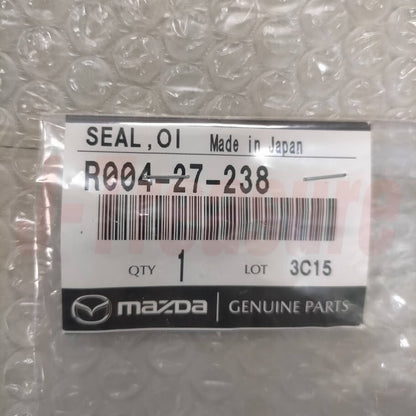 SEAL,OI Made in Japan
R004-27-238
QTY 1 LOT 3C15
mazda GENUINE PARTS